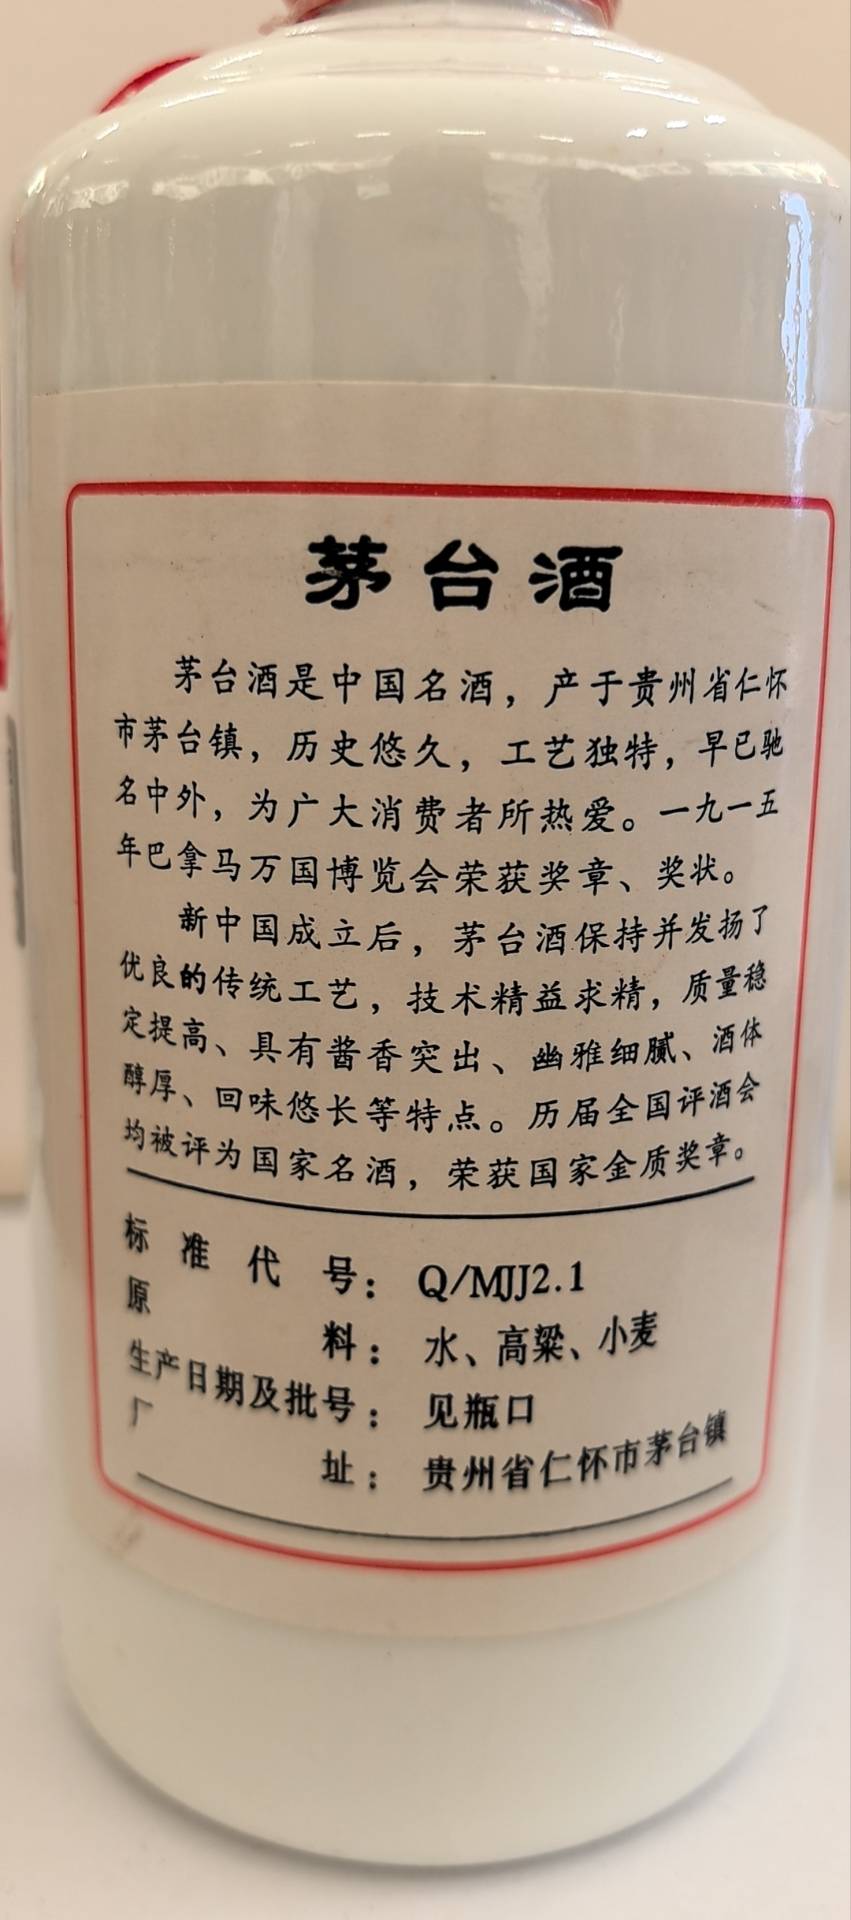 茅台酒
茅台酒是中国名酒，产于贵州省仁怀
市茅台镇，历史悠久，工艺独特，早已驰
名中外，为广大消费者所热爱。一九一五
年巴拿马万国博览会荣获奖章、奖状。
新中国成立后，茅台酒保持并发扬了
优良的传统工艺，技术精益求精，质量稳
定提高、具有酱香突出、幽雅细腻、酒体
醇厚、回味悠长等特点。历届全国评酒会
均被评为国家名酒，荣获国家金质奖章。
标准代号：Q/MJJ2.1
原料：水、高粱、小麦
生产日期及批号：见瓶口
厂址：贵州省仁怀市茅台镇